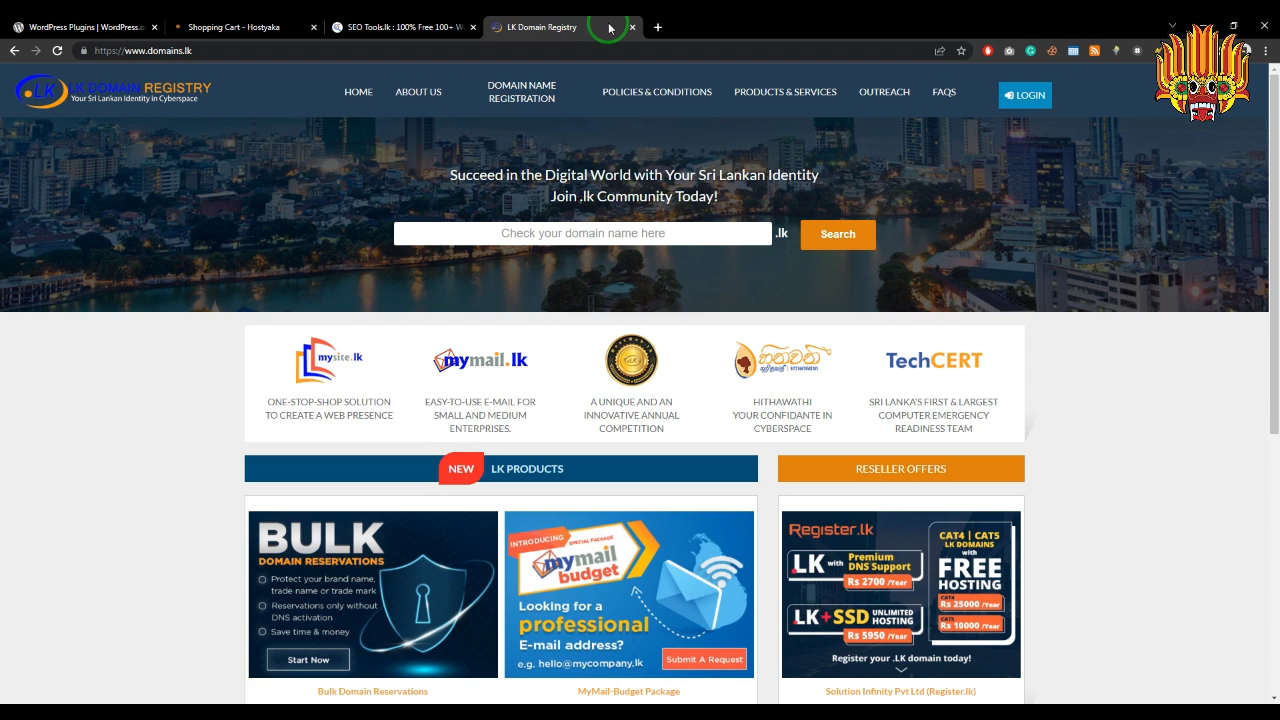 WordPress Plugins | WordPress.o
Shopping Cart - Hostyaka
SEO Tools.lk : 100% Free 100+ W
LK Domain Registry
https://www.domains.lk
.LK LK DOMAIN REGISTRY
Your Sri Lankan Identity in Cyberspace
HOME
ABOUT US
DOMAIN NAME
REGISTRATION
POLICIES & CONDITIONS
PRODUCTS & SERVICES
OUTREACH
FAQS
LOGIN
Succeed in the Digital World with Your Sri Lankan Identity
Join .lk Community Today!
Check your domain name here
.lk
Search
mysite.lk
mymail.lk
TechCERT
ONE-STOP-SHOP SOLUTION
TO CREATE A WEB PRESENCE
EASY-TO-USE E-MAIL FOR
SMALL AND MEDIUM
ENTERPRISES.
A UNIQUE AND AN
INNOVATIVE ANNUAL
COMPETITION
HITHAWATHI
YOUR CONFIDANTE IN
CYBERSPACE
SRI LANKA'S FIRST & LARGEST
COMPUTER EMERGENCY
READINESS TEAM
NEW LK PRODUCTS
RESELLER OFFERS
BULK
DOMAIN RESERVATIONS
Protect your brand name,
trade name or trade mark
Reservations only without
DNS activation
Save time & money
Start Now
INTRODUCING SPECIAL PACKAGE
mymail
budget
Looking for a
professional
E-mail address?
e.g. hello@mycompany.lk
Submit A Request
Register.lk
.LK with Premium
DNS Support
Rs 2700 /Year
.LK+SSD UNLIMITED
HOSTING
Rs 5950 /Year
CAT4 | CAT5
LK DOMAINS
with
FREE
HOSTING
CAT4
Rs 25000 /Year
CAT5
Rs 10000 /Year
Register your .LK domain today!
Bulk Domain Reservations
MyMail-Budget Package
Solution Infinity Pvt Ltd (Register.lk)